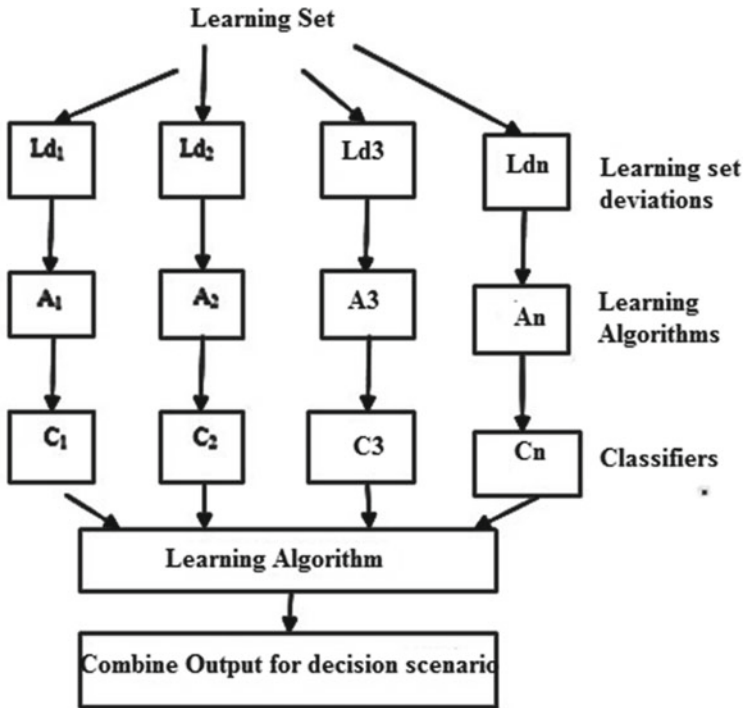 Learning Set
Ld₁ Ld₂ Ld3 Ldn
Learning set
deviations
A₁ A₂ A3 An
Learning
Algorithms
C₁ C₂ C3 Cn
Classifiers
Learning Algorithm
Combine Output for decision scenario